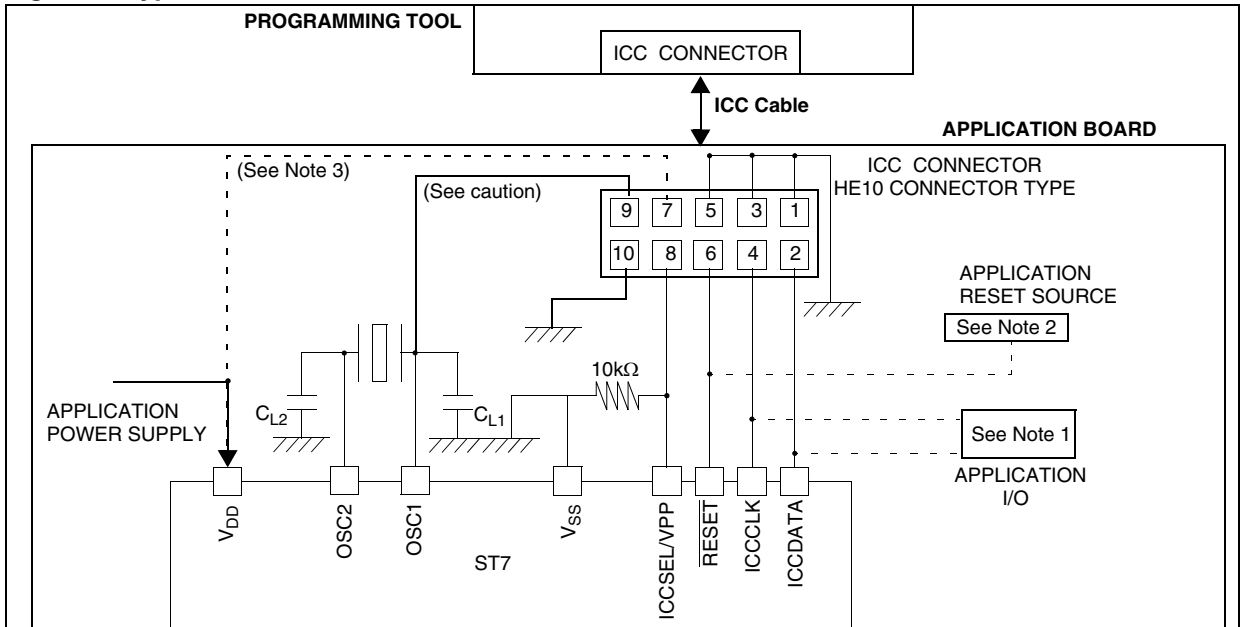 PROGRAMMING TOOL
ICC CONNECTOR
ICC Cable
APPLICATION BOARD
(See Note 3)
(See caution)
ICC CONNECTOR
HE10 CONNECTOR TYPE
9 7 5 3 1
10 8 6 4 2
APPLICATION
RESET SOURCE
See Note 2
10kΩ
APPLICATION
POWER SUPPLY
CL2
CL1
See Note 1
APPLICATION
I/O
VDD
OSC2
OSC1
VSS
ICCSEL/VPP
RESET
ICCCLK
ICCDATA
ST7